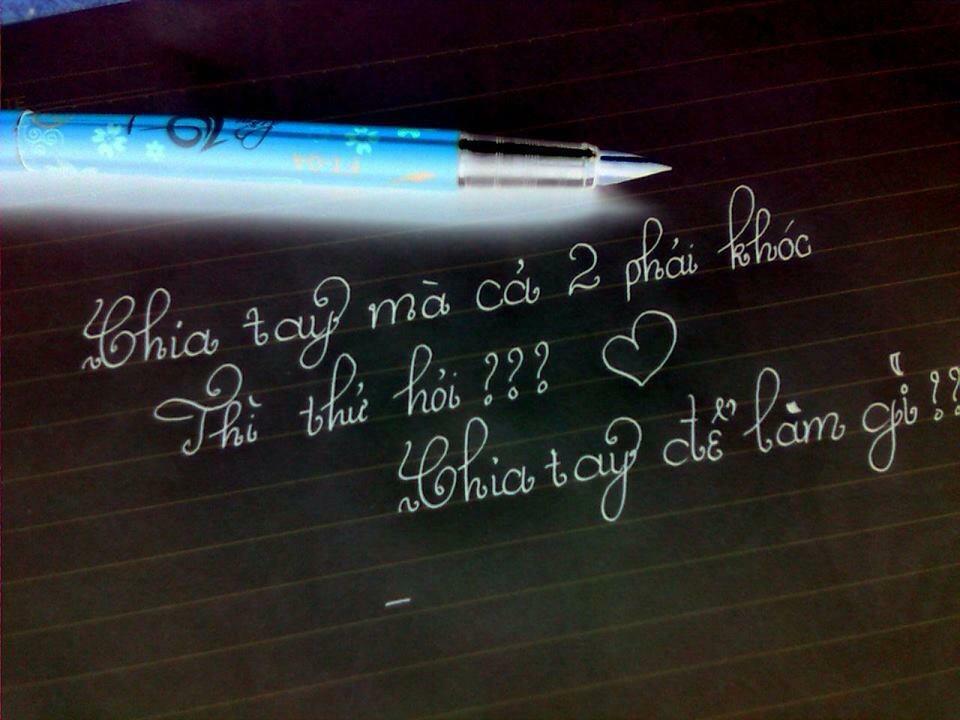 FT-04
Chia tay mà cả 2 phải khóc
Thì thử hỏi ???
Chia tay để làm gì ??